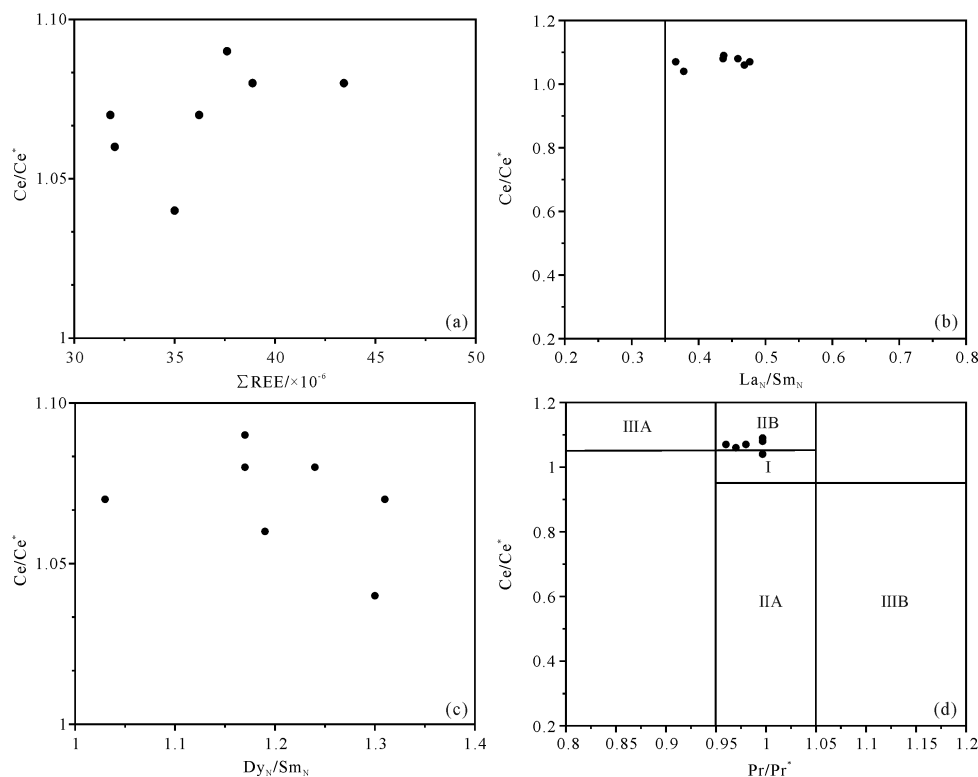 1.10
1.05
1
Ce/Ce*
30 35 40 45 50
∑REE/×10⁻⁶
(a)
1.2
1.0
0.8
0.6
0.4
0.2
Ce/Ce*
0.2 0.3 0.4 0.5 0.6 0.7 0.8
La_N/Sm_N
(b)
1.10
1.05
1
Ce/Ce*
1 1.1 1.2 1.3 1.4
Dy_N/Sm_N
(c)
1.2
1
0.8
0.6
0.4
0.2
Ce/Ce*
IIIA
IIB
I
IIA
IIIB
0.8 0.85 0.9 0.95 1 1.05 1.1 1.15 1.2
Pr/Pr*
(d)